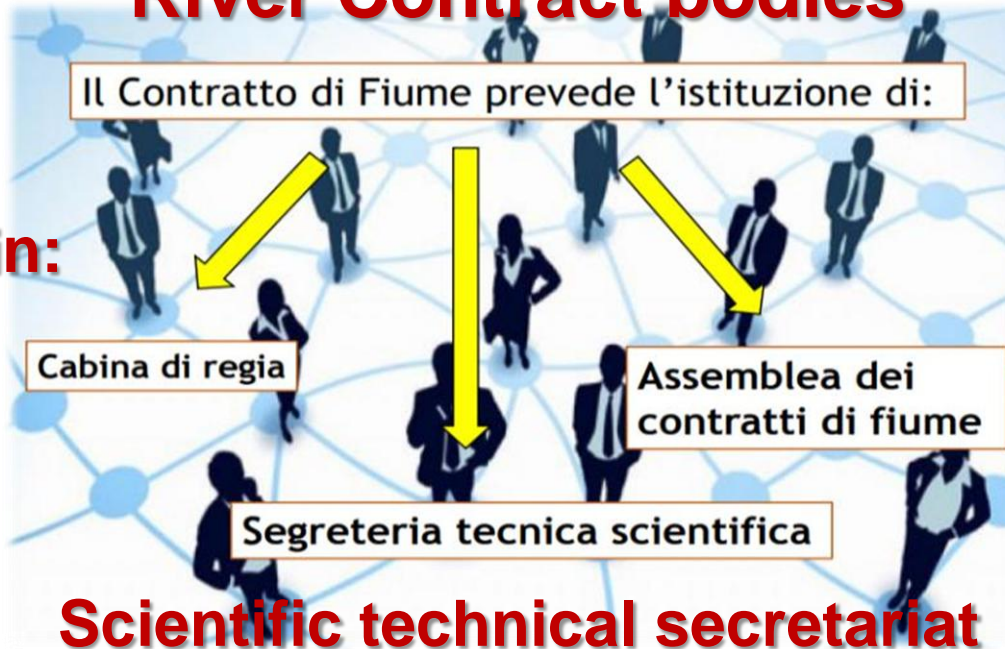 River Contract bodies
Il Contratto di Fiume prevede l'istituzione di:
in:
Cabina di regia
Assemblea dei
contratti di fiume
Segreteria tecnica scientifica
Scientific technical secretariat